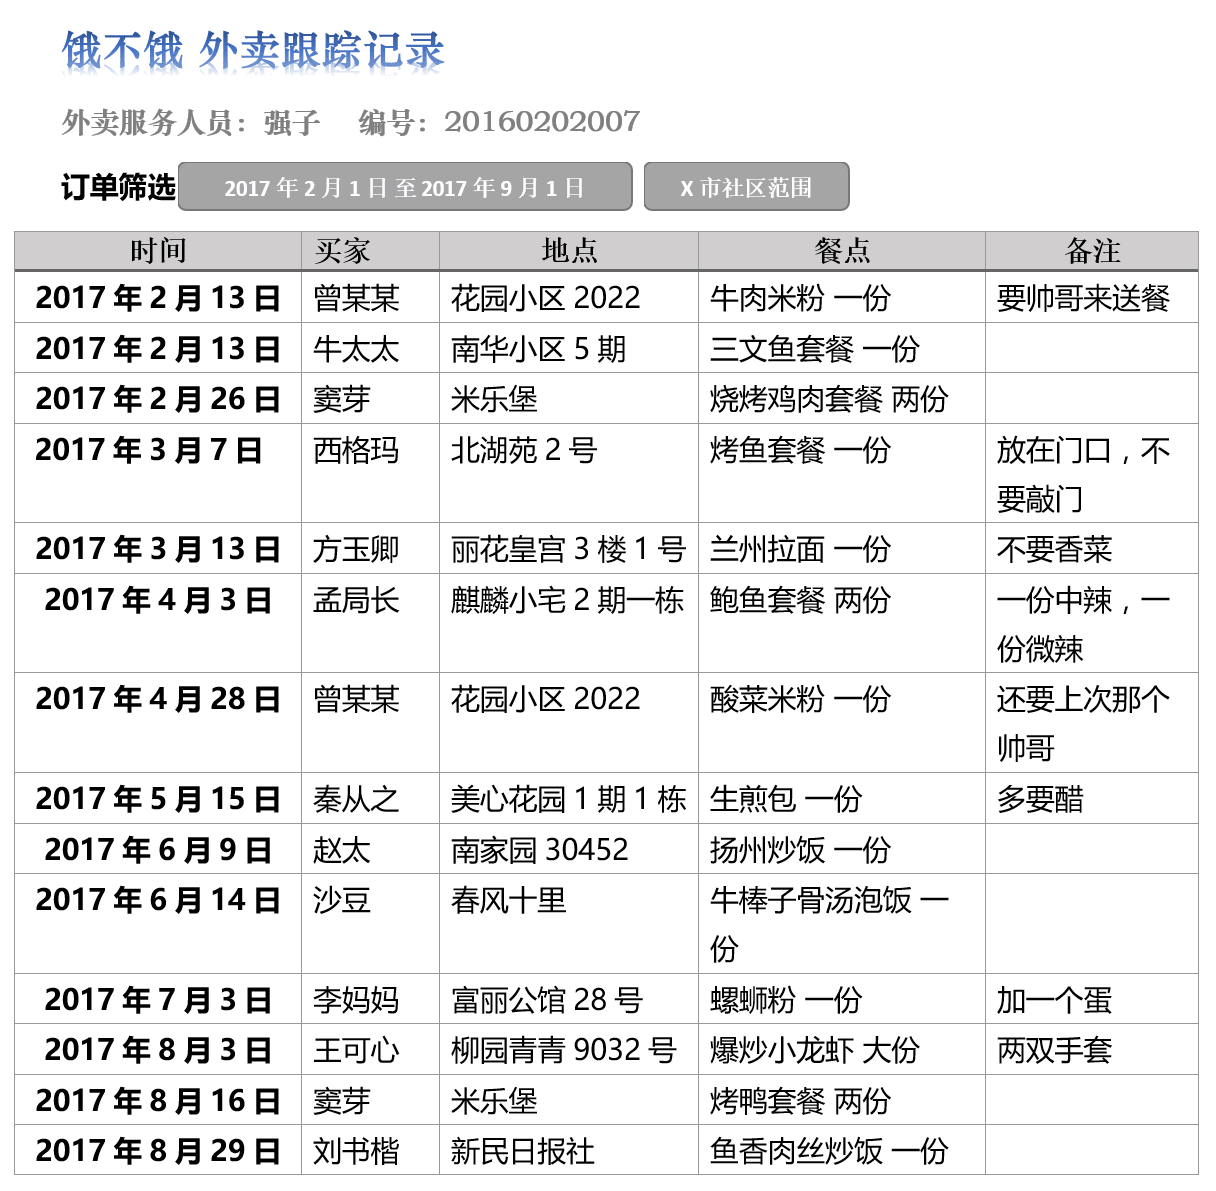 饿不饿 外卖跟踪记录
外卖服务人员：强子 编号：20160202007
订单筛选 2017 年 2 月 1 日 至 2017 年 9 月 1 日 X 市社区范围
时间 买家 地点 餐点 备注
2017 年 2 月 13 日 曾某某 花园小区 2022 牛肉米粉 一份 要帅哥来送餐
2017 年 2 月 13 日 牛太太 南华小区 5 期 三文鱼套餐 一份
2017 年 2 月 26 日 窦芽 米乐堡 烧烤鸡肉套餐 两份
2017 年 3 月 7 日 西格玛 北湖苑 2 号 烤鱼套餐 一份 放在门口，不
要敲门
2017 年 3 月 13 日 方玉卿 丽花皇宫 3 楼 1 号 兰州拉面 一份 不要香菜
2017 年 4 月 3 日 孟局长 麒麟小宅 2 期一栋 鲍鱼套餐 两份 一份中辣，一
份微辣
2017 年 4 月 28 日 曾某某 花园小区 2022 酸菜米粉 一份 还要上次那个
帅哥
2017 年 5 月 15 日 秦从之 美心花园 1 期 1 栋 生煎包 一份 多要醋
2017 年 6 月 9 日 赵太 南家园 30452 扬州炒饭 一份
2017 年 6 月 14 日 沙豆 春风十里 牛棒子骨汤泡饭 一
份
2017 年 7 月 3 日 李妈妈 富丽公馆 28 号 螺蛳粉 一份 加一个蛋
2017 年 8 月 3 日 王可心 柳园青青 9032 号 爆炒小龙虾 大份 两双手套
2017 年 8 月 16 日 窦芽 米乐堡 烤鸭套餐 两份
2017 年 8 月 29 日 刘书楷 新民日报社 鱼香肉丝炒饭 一份